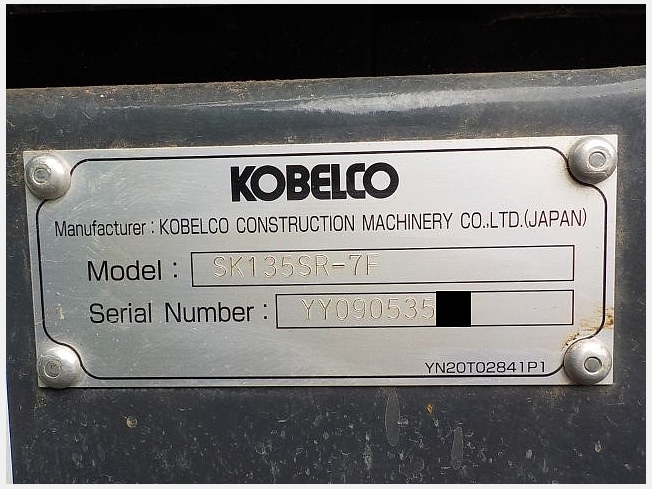 KOBELCO
Manufacturer : KOBELCO CONSTRUCTION MACHINERY CO.,LTD.(JAPAN)
Model : SK135SR-7F
Serial Number : YY090535
YN20T02841P1